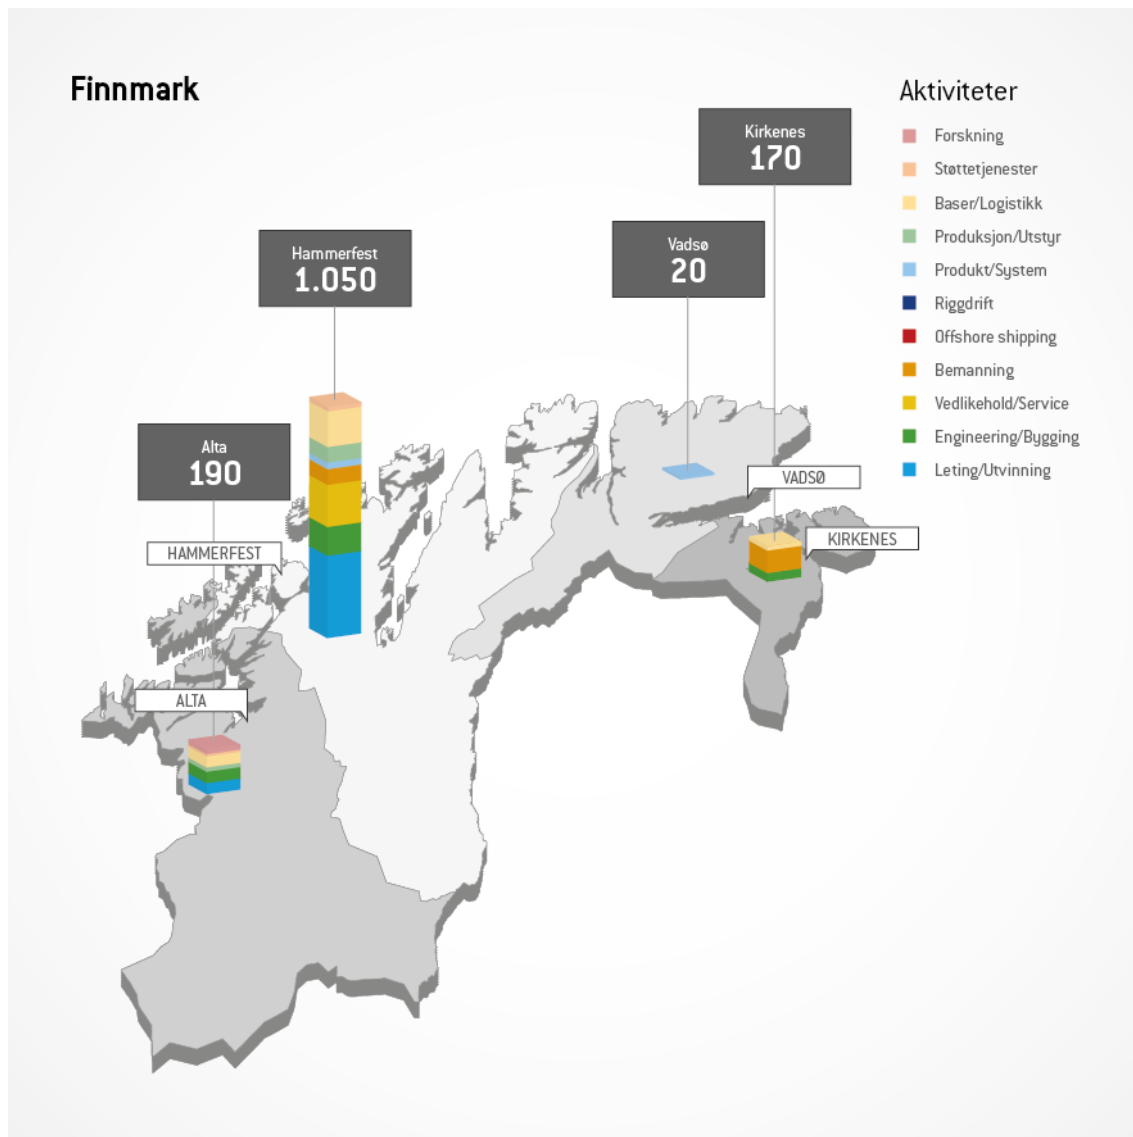 Finnmark
Aktiviteter
Forskning
Støttetjenester
Baser/Logistikk
Produksjon/Utstyr
Produkt/System
Riggdrift
Offshore shipping
Bemanning
Vedlikehold/Service
Engineering/Bygging
Leting/Utvinning
Kirkenes
170
Vadsø
20
Hammerfest
1.050
Alta
190
VADSØ
KIRKENES
HAMMERFEST
ALTA